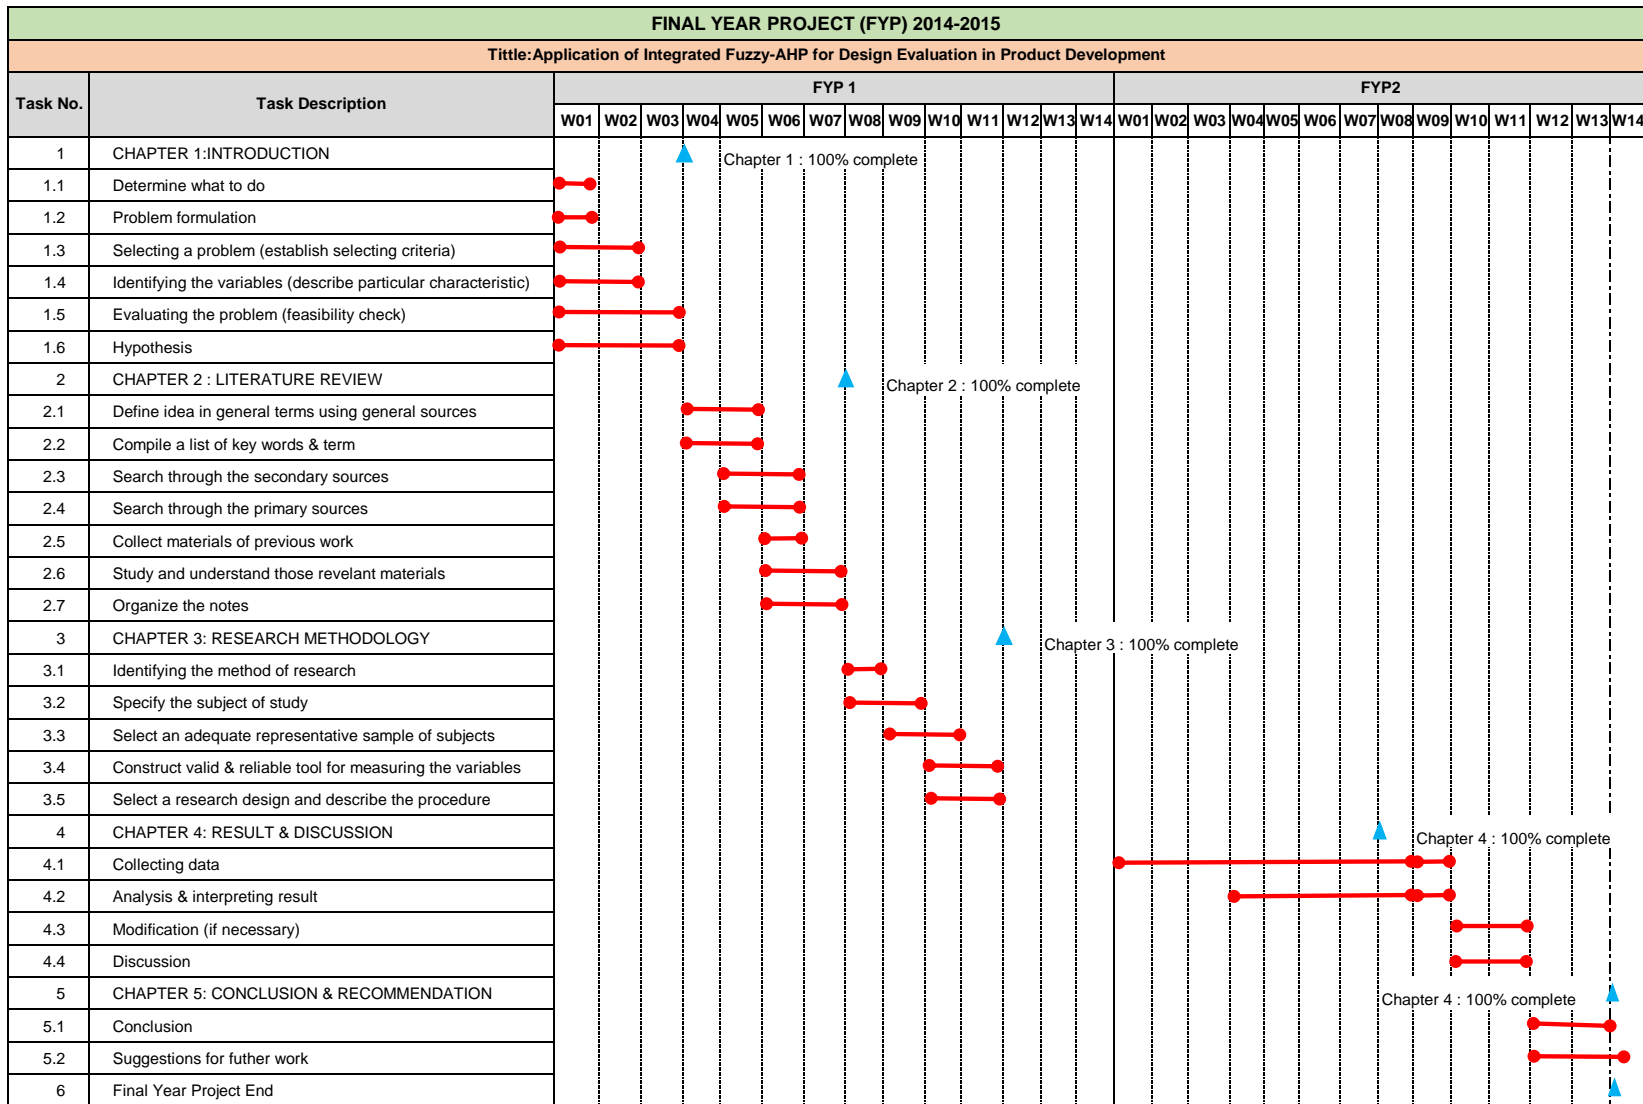 FINAL YEAR PROJECT (FYP) 2014-2015
Tittle:Application of Integrated Fuzzy-AHP for Design Evaluation in Product Development
Task No. Task Description FYP 1 FYP2
W01 W02 W03 W04 W05 W06 W07 W08 W09 W10 W11 W12 W13 W14 W01 W02 W03 W04 W05 W06 W07 W08 W09 W10 W11 W12 W13 W14
1 CHAPTER 1:INTRODUCTION Chapter 1 : 100% complete
1.1 Determine what to do
1.2 Problem formulation
1.3 Selecting a problem (establish selecting criteria)
1.4 Identifying the variables (describe particular characteristic)
1.5 Evaluating the problem (feasibility check)
1.6 Hypothesis
2 CHAPTER 2 : LITERATURE REVIEW Chapter 2 : 100% complete
2.1 Define idea in general terms using general sources
2.2 Compile a list of key words & term
2.3 Search through the secondary sources
2.4 Search through the primary sources
2.5 Collect materials of previous work
2.6 Study and understand those revelant materials
2.7 Organize the notes
3 CHAPTER 3: RESEARCH METHODOLOGY Chapter 3 : 100% complete
3.1 Identifying the method of research
3.2 Specify the subject of study
3.3 Select an adequate representative sample of subjects
3.4 Construct valid & reliable tool for measuring the variables
3.5 Select a research design and describe the procedure
4 CHAPTER 4: RESULT & DISCUSSION Chapter 4 : 100% complete
4.1 Collecting data
4.2 Analysis & interpreting result
4.3 Modification (if necessary)
4.4 Discussion
5 CHAPTER 5: CONCLUSION & RECOMMENDATION Chapter 4 : 100% complete
5.1 Conclusion
5.2 Suggestions for futher work
6 Final Year Project End